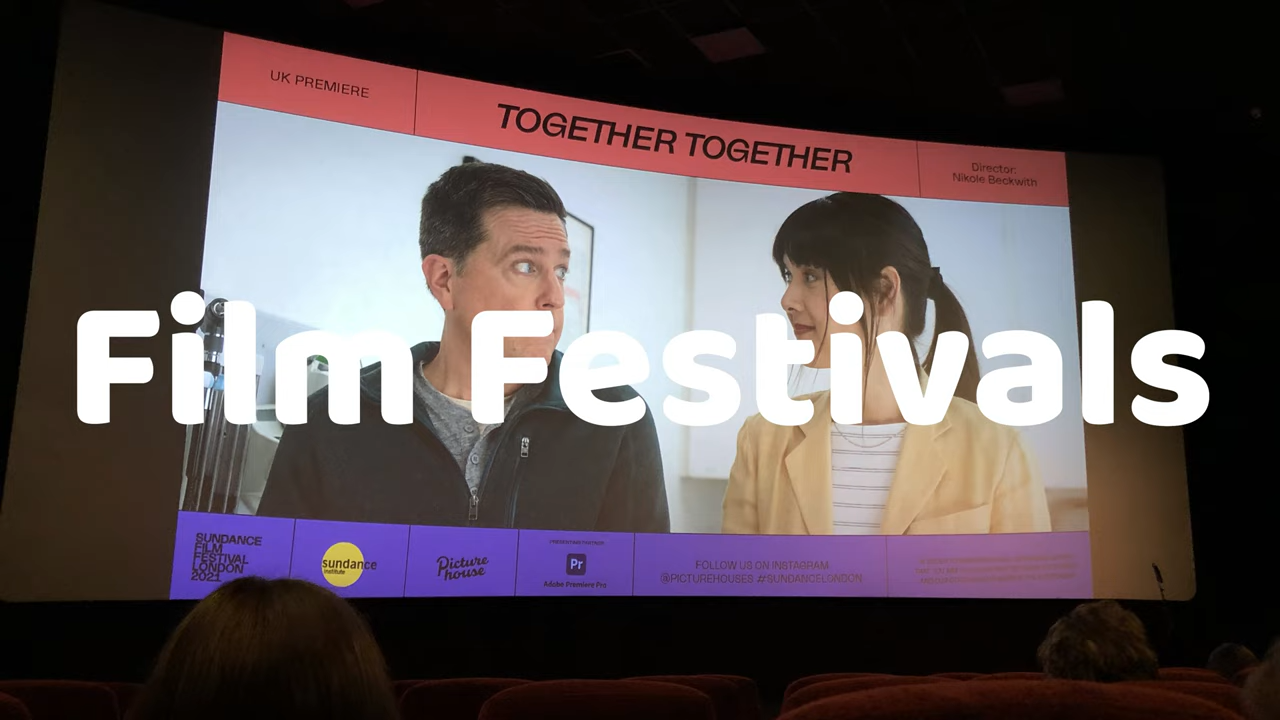 UK PREMIERE
TOGETHER TOGETHER
Director:
Nikole Beckwith
Film Festivals
SUNDANCE
FILM
FESTIVAL
LONDON
2021
sundance
institute
Picture
house
Pr
Adobe Premiere Pro
FOLLOW US ON INSTAGRAM
@PICTUREHOUSES #SUNDANCELONDON